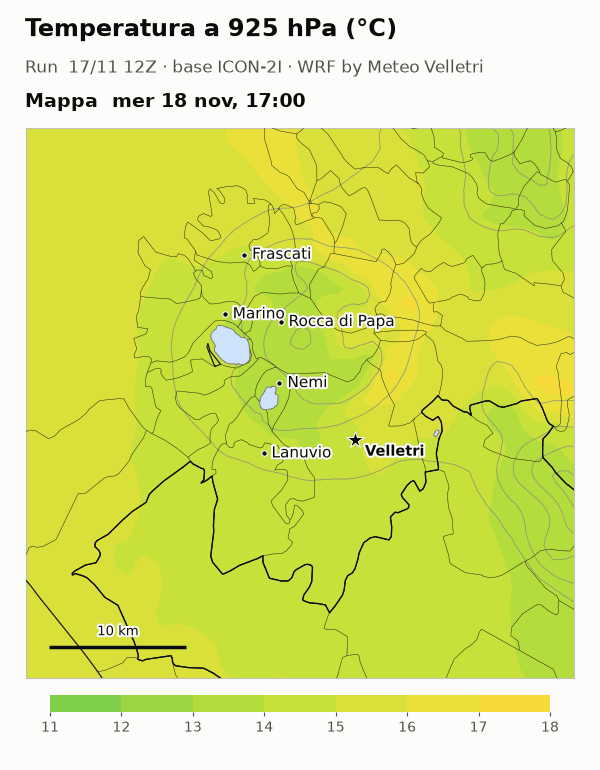 Temperatura a 925 hPa (°C)
Run  17/11 12Z · base ICON-2I · WRF by Meteo Velletri
Mappa  mer 18 nov, 17:00
Frascati
Marino
Rocca di Papa
Nemi
Velletri
Lanuvio
10 km
11 12 13 14 15 16 17 18